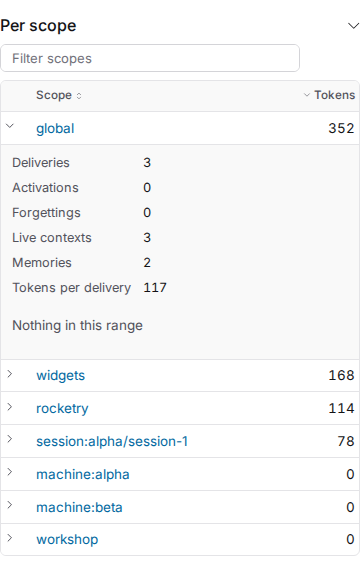 Per scope
Filter scopes
Scope Tokens
global 352
Deliveries 3
Activations 0
Forgettings 0
Live contexts 3
Memories 2
Tokens per delivery 117
Nothing in this range
widgets 168
rocketry 114
session:alpha/session-1 78
machine:alpha 0
machine:beta 0
workshop 0